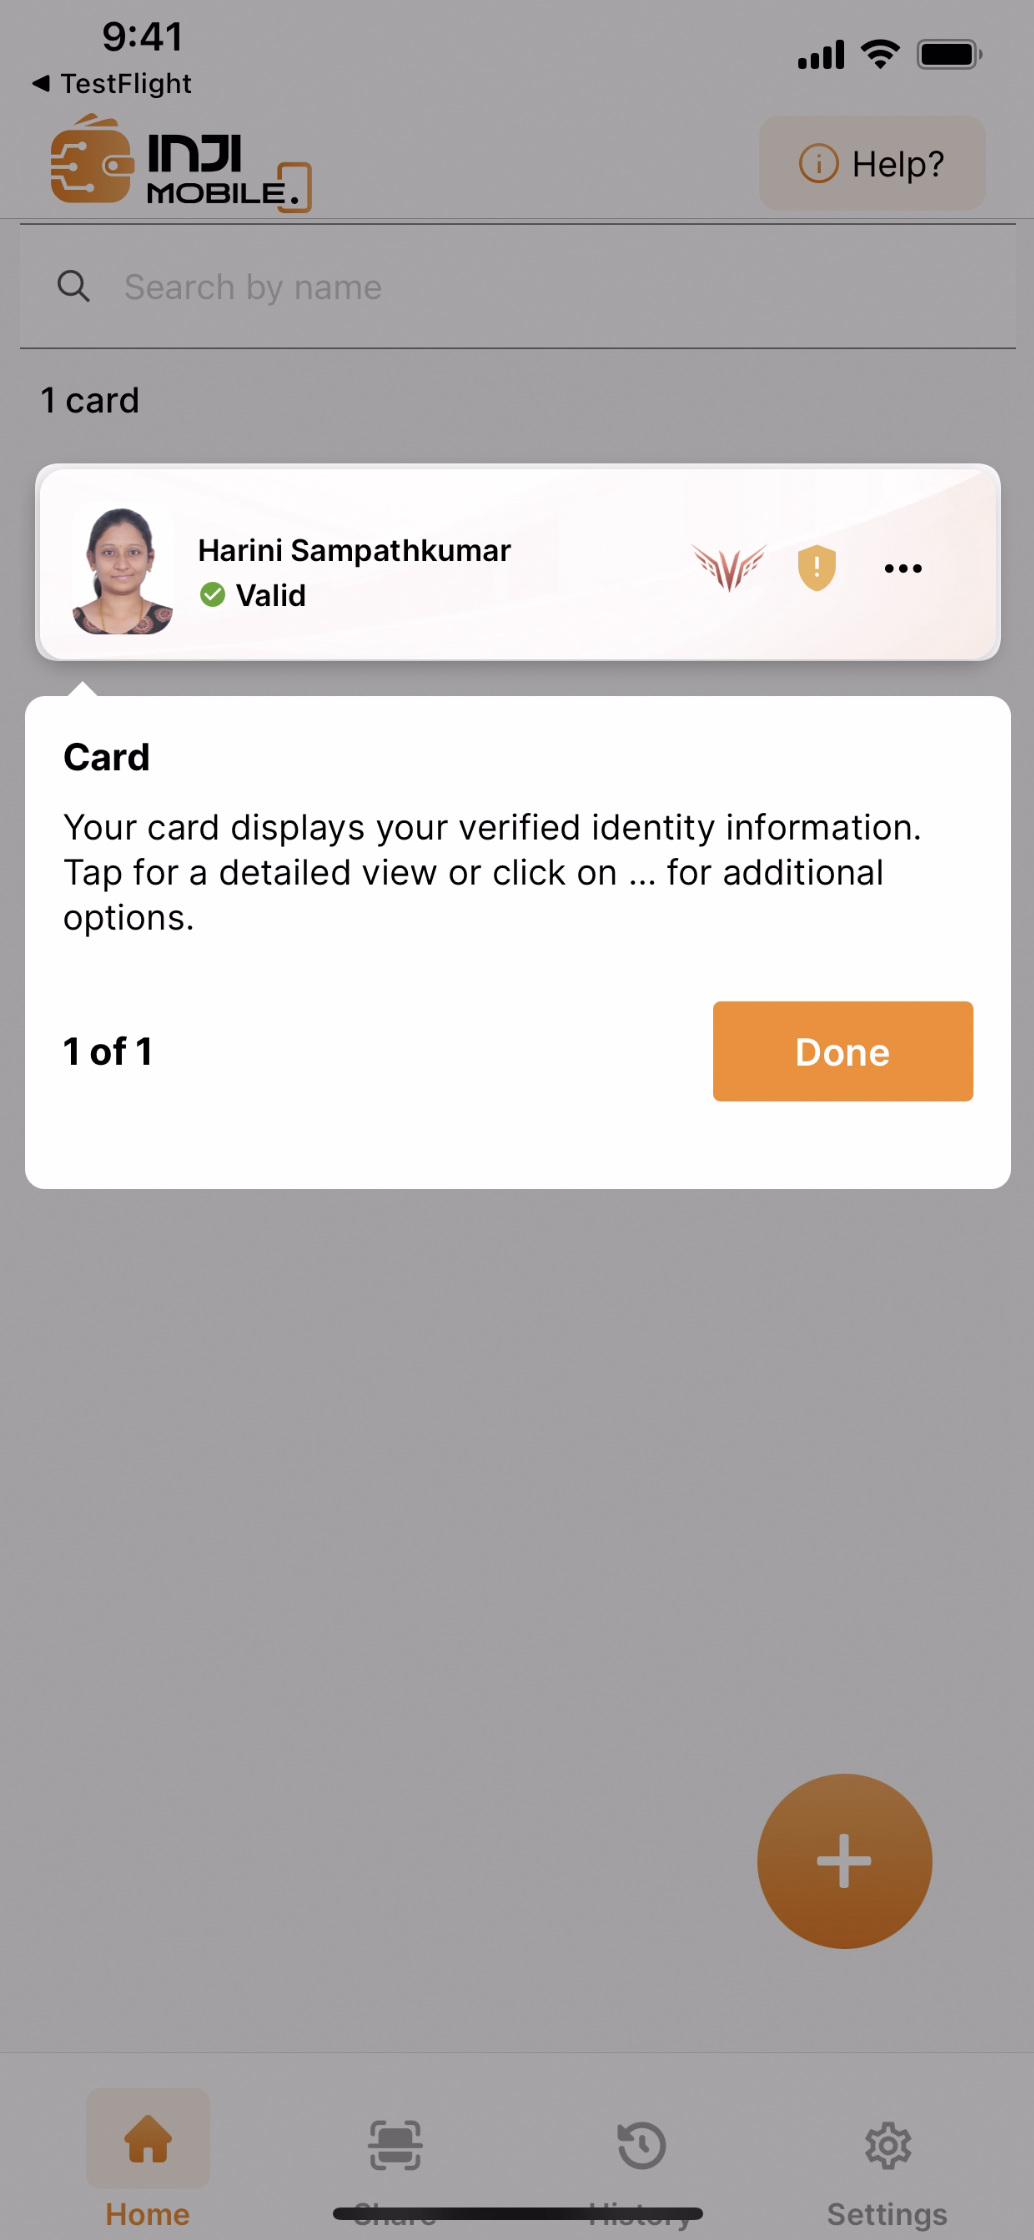 9:41
TestFlight
INJI
MOBILE.
Help?
Search by name
1 card
Harini Sampathkumar
Valid
Card
Your card displays your verified identity information.
Tap for a detailed view or click on ... for additional
options.
1 of 1
Done
Home
Share
History
Settings